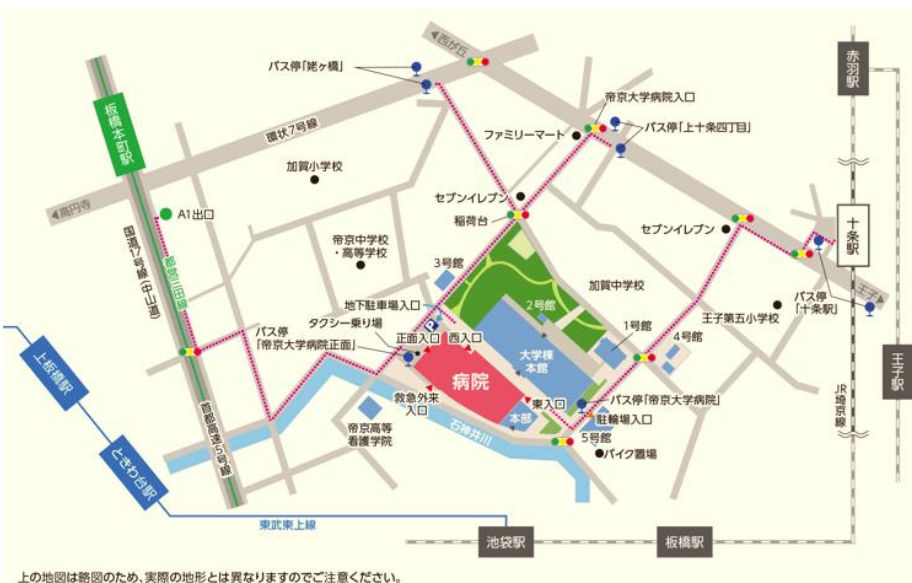 西が丘
バス停「姥ヶ橋」
赤羽駅
帝京大学病院入口
板橋本町駅
環状7号線
ファミリーマート
バス停「上十条四丁目」
加賀小学校
高円寺
A1出口
セブンイレブン
稲荷台
セブンイレブン
十条駅
帝京中学校
・高等学校
3号館
加賀中学校
国道17号線(中山道)
都営三田線
地下駐車場入口
2号館
王子
バス停
「十条駅」
王子第五小学校
タクシー乗り場
P
バス停
「帝京大学病院正面」
正面入口
西入口
1号館
4号館
大学棟
本館
王子駅
上板橋駅
病院
救急外来
入口
東入口
バス停「帝京大学病院」
JR埼京線
首都高速5号線
本部
駐輪場入口
帝京高等
看護学院
石神井川
5号館
バイク置場
ときわ台駅
東武東上線
池袋駅
板橋駅
上の地図は略図のため、実際の地形とは異なりますのでご注意ください。